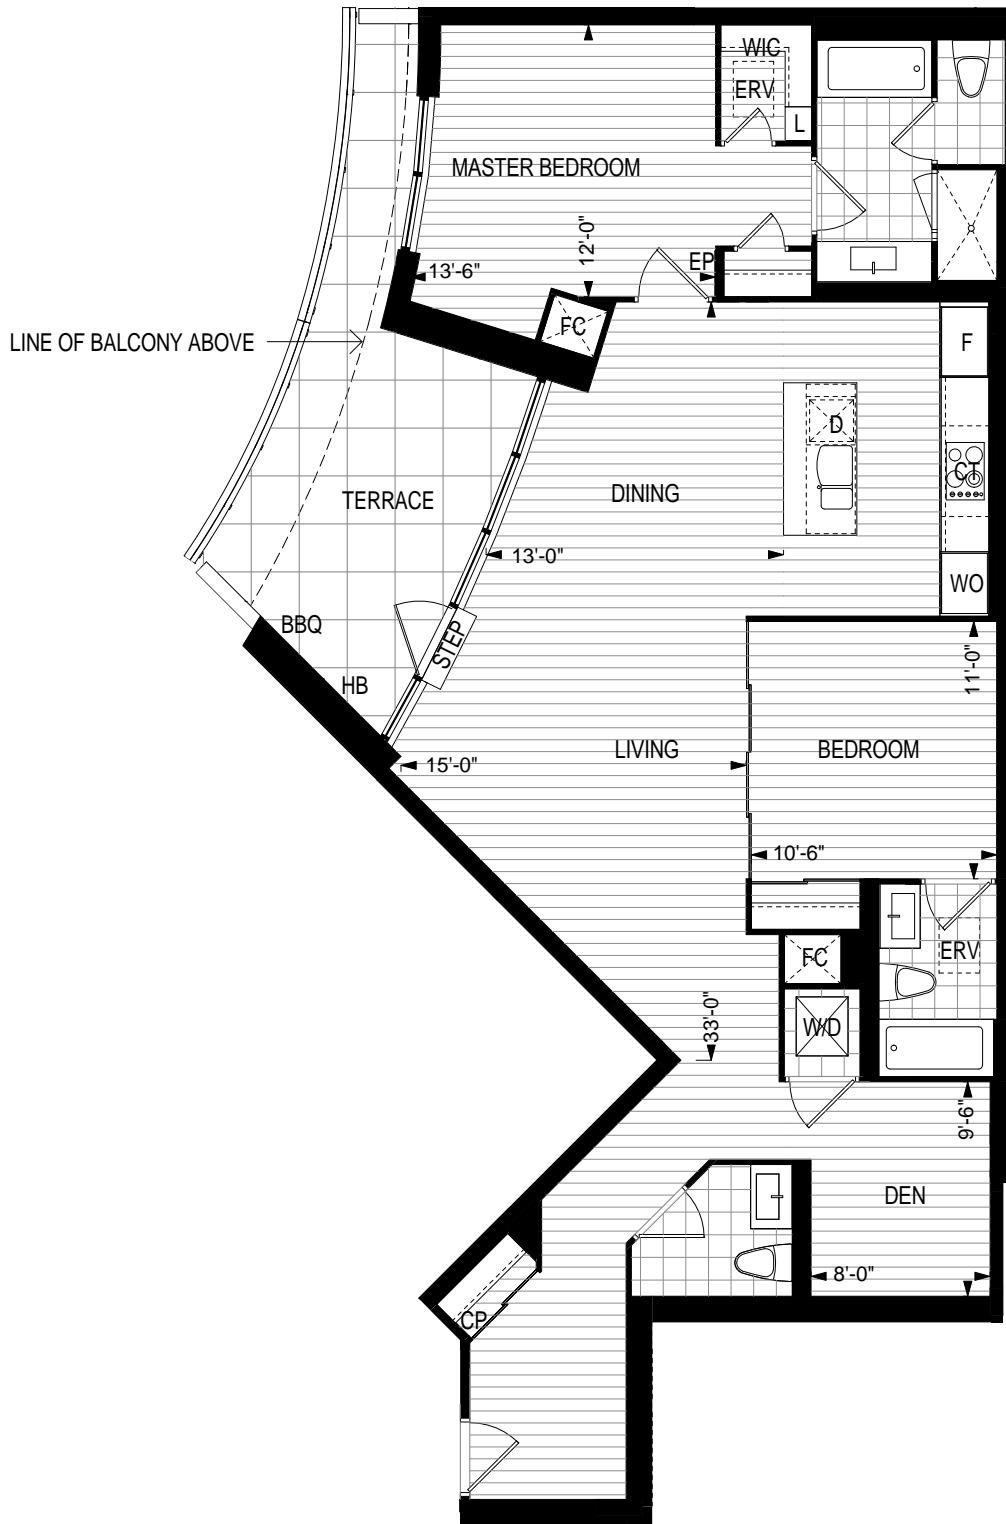 WIC
ERV
L
MASTER BEDROOM
12'-0"
13'-6"
EP
FC
LINE OF BALCONY ABOVE
F
D
CT
TERRACE
DINING
13'-0"
WO
BBQ
STEP
HB
11'-0"
LIVING
BEDROOM
15'-0"
10'-6"
FC
ERV
33'-0"
W/D
9'-6"
DEN
8'-0"
CP